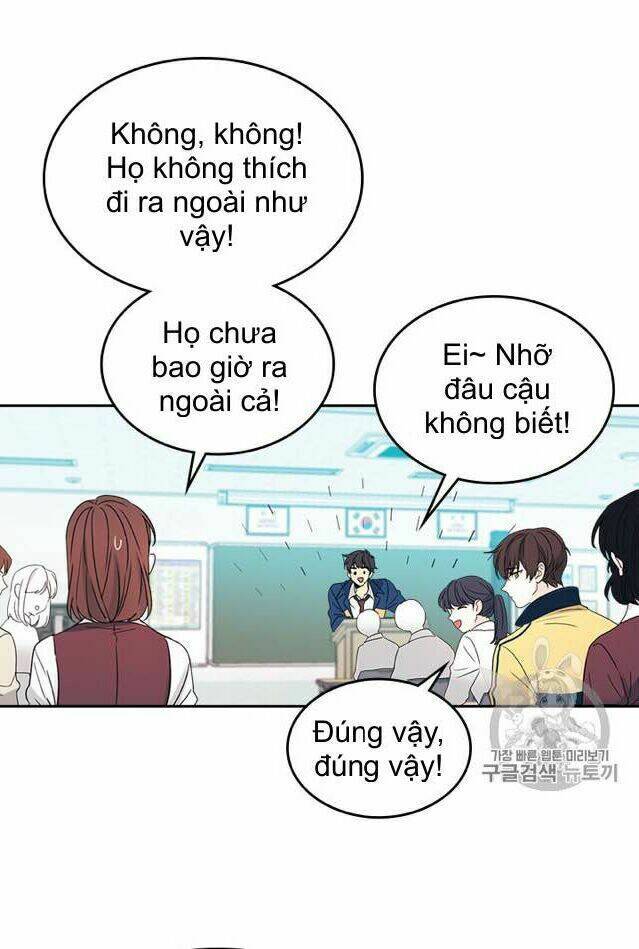 Không, không!
Họ không thích
đi ra ngoài như
vậy!
Họ chưa
bao giờ ra
ngoài cả!
Ei~ Nhỡ
đâu cậu
không biết!
Đúng vậy,
đúng vậy!
가장 빠른 웹툰 미리보기
구글검색 뉴토끼